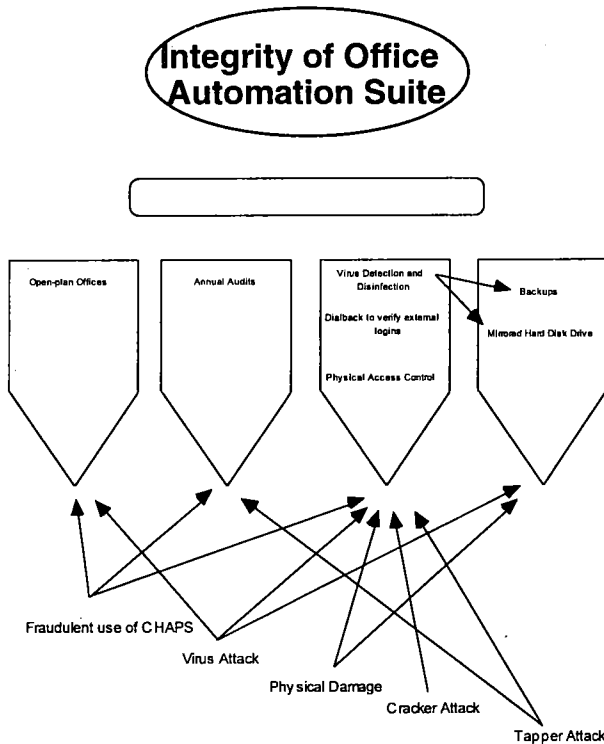 Integrity of Office
Automation Suite
Open-plan Offices
Annual Audits
Virus Detection and
Disinfection
Dialback to verify external
logins
Physical Access Control
Backups
Mirrored Hard Disk Drive
Fraudulent use of CHAPS
Virus Attack
Physical Damage
Cracker Attack
Tapper Attack